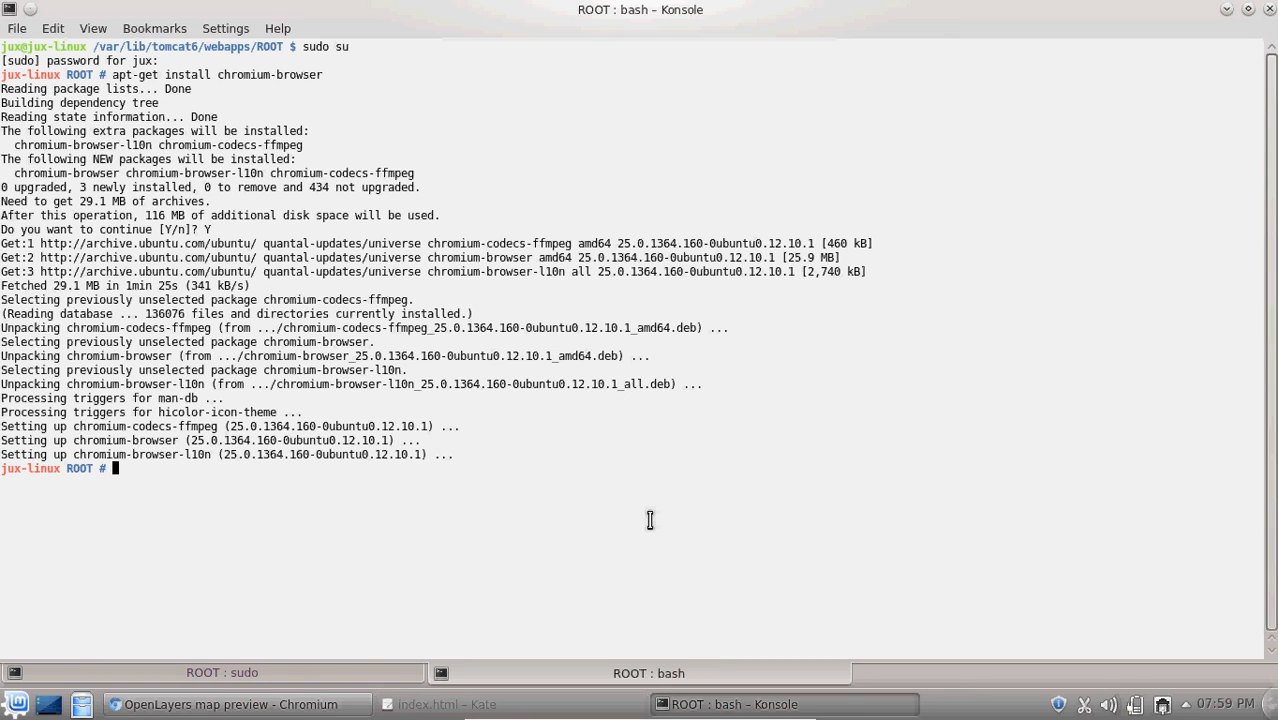 ROOT : bash – Konsole
File Edit View Bookmarks Settings Help
jux@jux-linux /var/lib/tomcat6/webapps/ROOT $ sudo su
[sudo] password for jux:
jux-linux ROOT # apt-get install chromium-browser
Reading package lists... Done
Building dependency tree
Reading state information... Done
The following extra packages will be installed:
  chromium-browser-l10n chromium-codecs-ffmpeg
The following NEW packages will be installed:
  chromium-browser chromium-browser-l10n chromium-codecs-ffmpeg
0 upgraded, 3 newly installed, 0 to remove and 434 not upgraded.
Need to get 29.1 MB of archives.
After this operation, 116 MB of additional disk space will be used.
Do you want to continue [Y/n]? Y
Get:1 http://archive.ubuntu.com/ubuntu/ quantal-updates/universe chromium-codecs-ffmpeg amd64 25.0.1364.160-0ubuntu0.12.10.1 [460 kB]
Get:2 http://archive.ubuntu.com/ubuntu/ quantal-updates/universe chromium-browser amd64 25.0.1364.160-0ubuntu0.12.10.1 [25.9 MB]
Get:3 http://archive.ubuntu.com/ubuntu/ quantal-updates/universe chromium-browser-l10n all 25.0.1364.160-0ubuntu0.12.10.1 [2,740 kB]
Fetched 29.1 MB in 1min 25s (341 kB/s)
Selecting previously unselected package chromium-codecs-ffmpeg.
(Reading database ... 136076 files and directories currently installed.)
Unpacking chromium-codecs-ffmpeg (from .../chromium-codecs-ffmpeg_25.0.1364.160-0ubuntu0.12.10.1_amd64.deb) ...
Selecting previously unselected package chromium-browser.
Unpacking chromium-browser (from .../chromium-browser_25.0.1364.160-0ubuntu0.12.10.1_amd64.deb) ...
Selecting previously unselected package chromium-browser-l10n.
Unpacking chromium-browser-l10n (from .../chromium-browser-l10n_25.0.1364.160-0ubuntu0.12.10.1_all.deb) ...
Processing triggers for man-db ...
Processing triggers for hicolor-icon-theme ...
Setting up chromium-codecs-ffmpeg (25.0.1364.160-0ubuntu0.12.10.1) ...
Setting up chromium-browser (25.0.1364.160-0ubuntu0.12.10.1) ...
Setting up chromium-browser-l10n (25.0.1364.160-0ubuntu0.12.10.1) ...
jux-linux ROOT #
ROOT : sudo ROOT : bash
OpenLayers map preview - Chromium index.html – Kate ROOT : bash – Konsole 07:59 PM